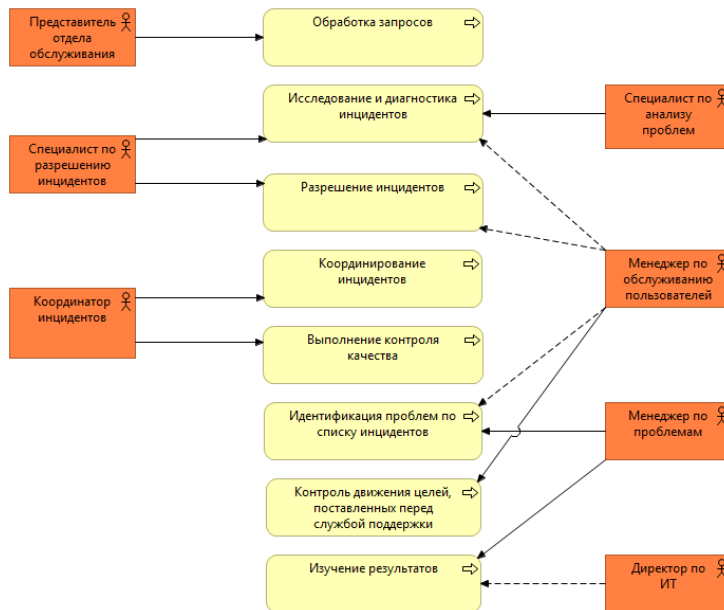 Представитель
отдела
обслуживания
Обработка запросов
Исследование и диагностика
инцидентов
Специалист по
анализу
проблем
Специалист по
разрешению
инцидентов
Разрешение инцидентов
Координирование
инцидентов
Менеджер по
обслуживанию
пользователей
Координатор
инцидентов
Выполнение контроля
качества
Идентификация проблем по
списку инцидентов
Менеджер по
проблемам
Контроль движения целей,
поставленных перед
службой поддержки
Изучение результатов
Директор по
ИТ